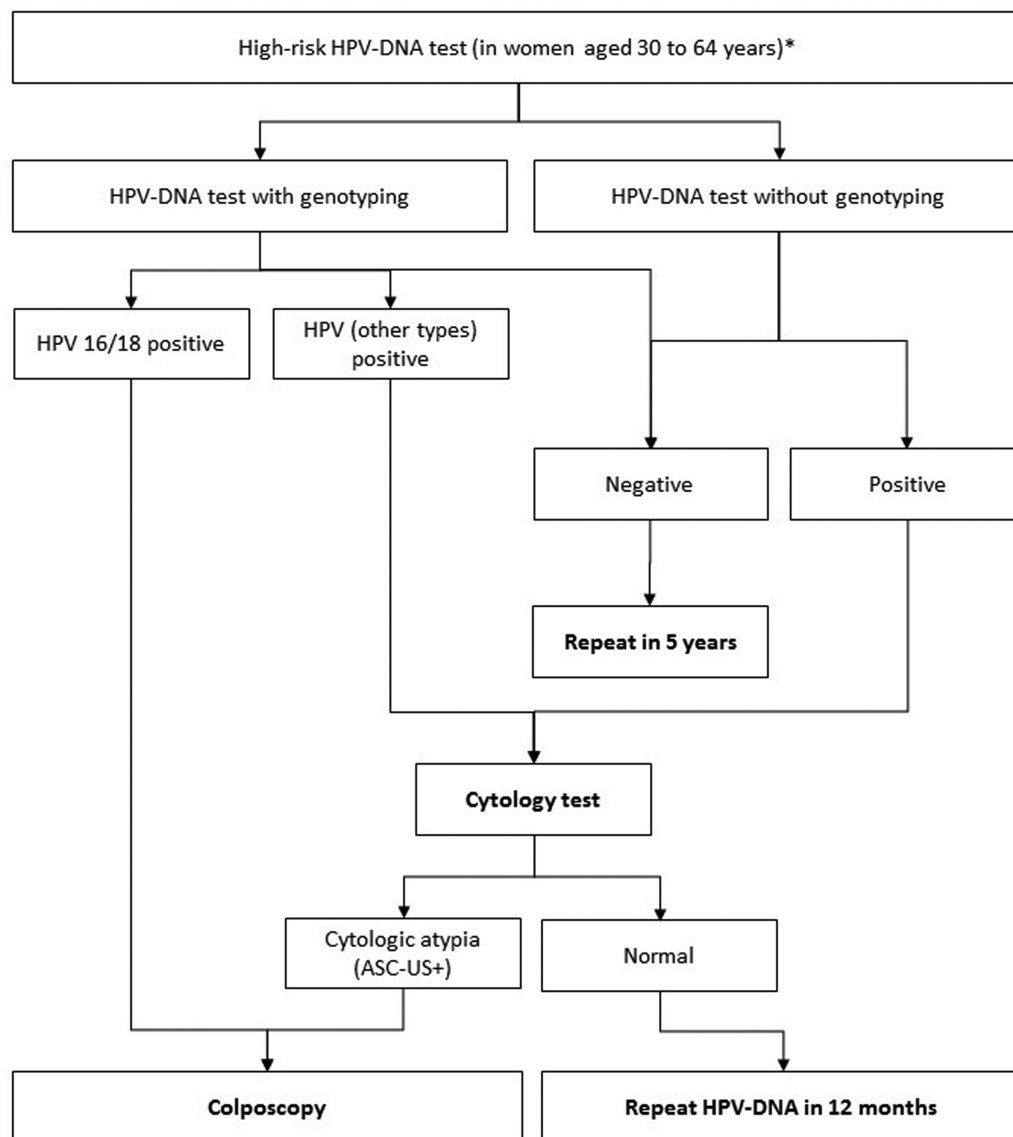 High-risk HPV-DNA test (in women aged 30 to 64 years)*
HPV-DNA test with genotyping
HPV-DNA test without genotyping
HPV 16/18 positive
HPV (other types)
positive
Negative
Positive
Repeat in 5 years
Cytology test
Cytologic atypia
(ASC-US+)
Normal
Colposcopy
Repeat HPV-DNA in 12 months